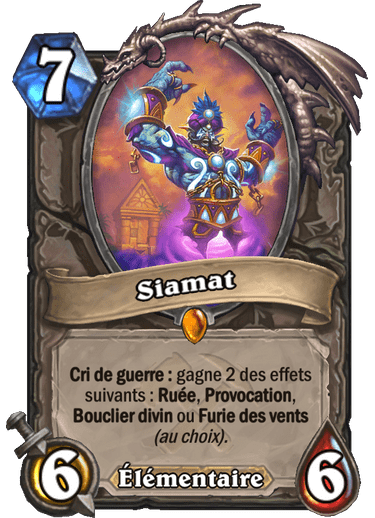 7
Siamat
Cri de guerre : gagne 2 des effets
suivants : Ruée, Provocation,
Bouclier divin ou Furie des vents
(au choix).
6
Élémentaire
6